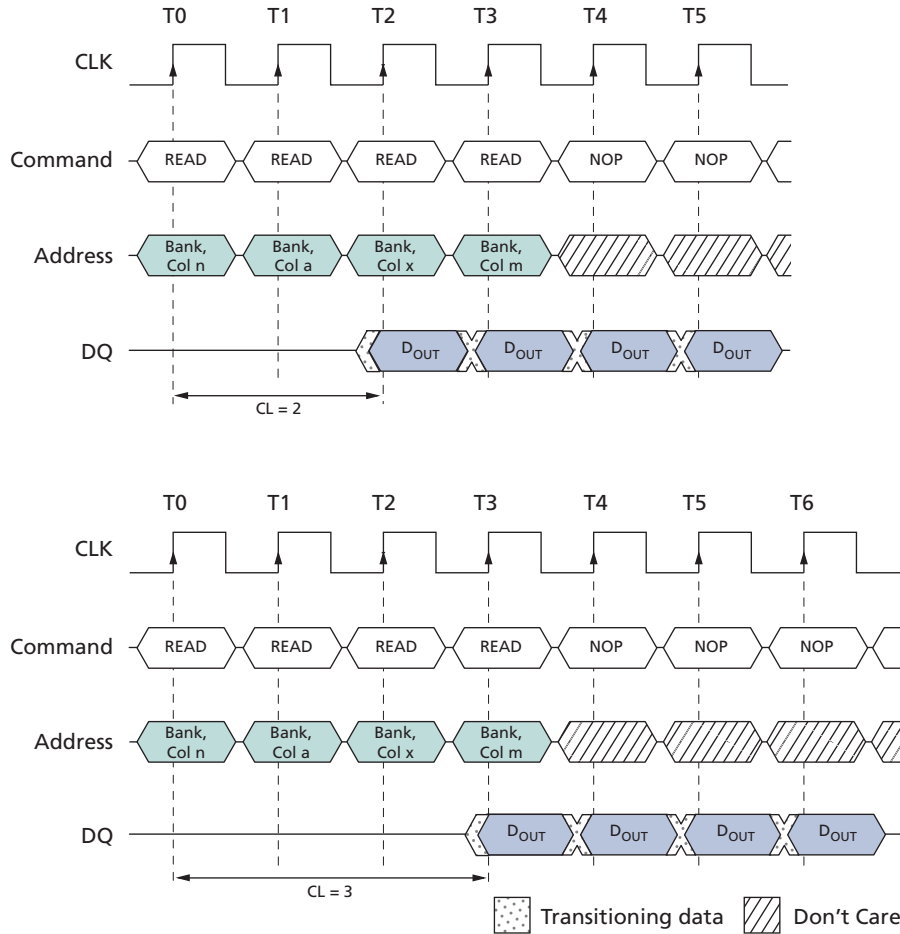 T0 T1 T2 T3 T4 T5
CLK
Command READ READ READ READ NOP NOP
Address Bank, Col n Bank, Col a Bank, Col x Bank, Col m
DQ DOUT DOUT DOUT DOUT
CL = 2
T0 T1 T2 T3 T4 T5 T6
CLK
Command READ READ READ READ NOP NOP NOP
Address Bank, Col n Bank, Col a Bank, Col x Bank, Col m
DQ DOUT DOUT DOUT DOUT
CL = 3
Transitioning data Don't Care